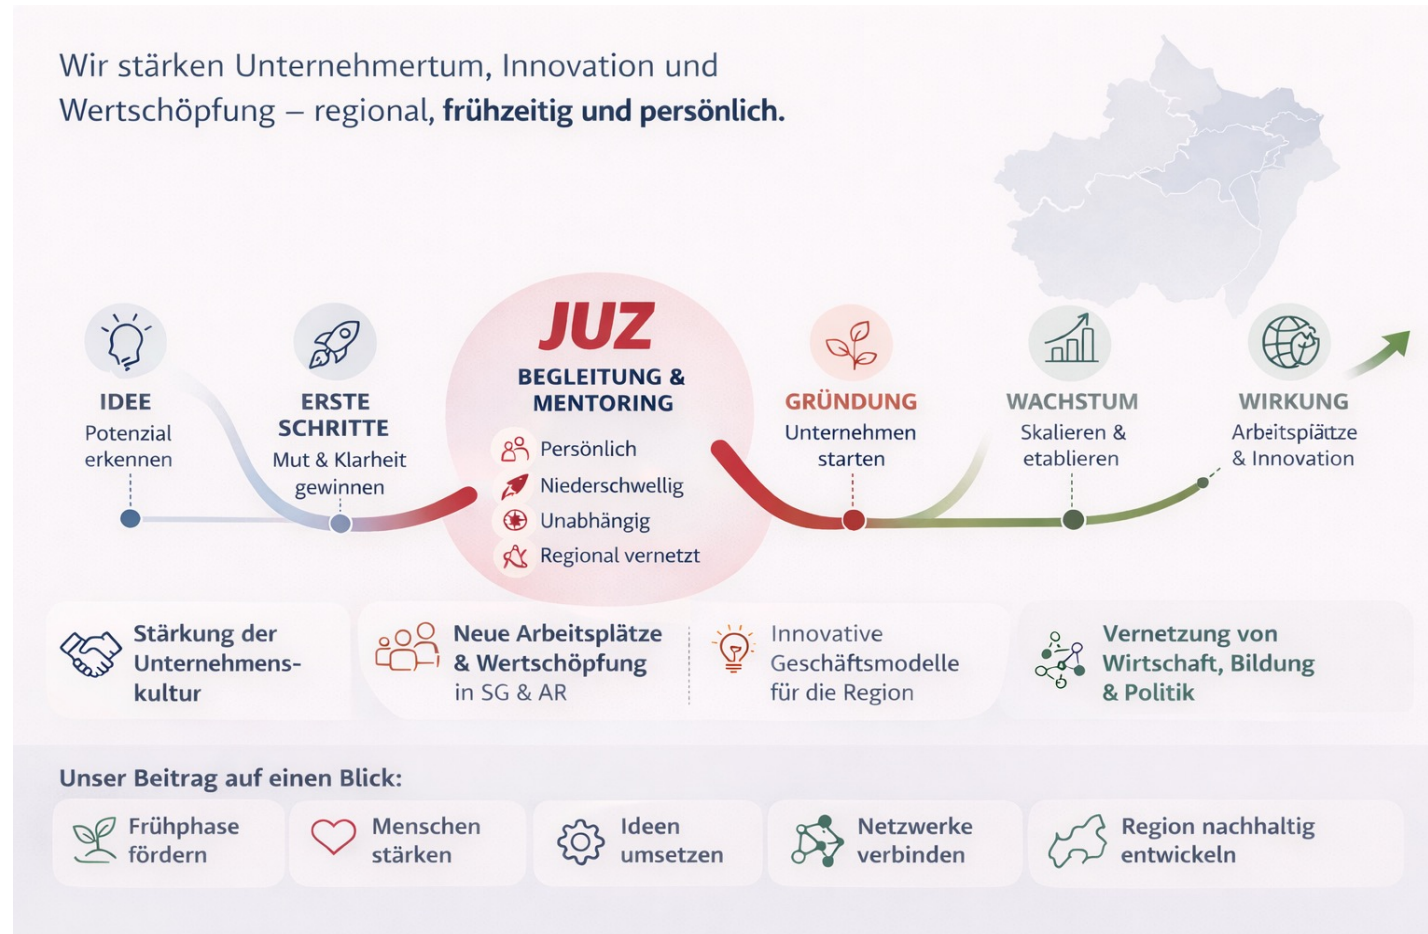 Wir stärken Unternehmertum, Innovation und
Wertschöpfung – regional, frühzeitig und persönlich.
IDEE
Potenzial
erkennen
ERSTE
SCHRITTE
Mut & Klarheit
gewinnen
JUZ
BEGLEITUNG &
MENTORING
Persönlich
Niederschwellig
Unabhängig
Regional vernetzt
GRÜNDUNG
Unternehmen
starten
WACHSTUM
Skalieren &
etablieren
WIRKUNG
Arbeitsplätze
& Innovation
Stärkung der
Unternehmens-
kultur
Neue Arbeitsplätze
& Wertschöpfung
in SG & AR
Innovative
Geschäftsmodelle
für die Region
Vernetzung von
Wirtschaft, Bildung
& Politik
Unser Beitrag auf einen Blick:
Frühphase
fördern
Menschen
stärken
Ideen
umsetzen
Netzwerke
verbinden
Region nachhaltig
entwickeln